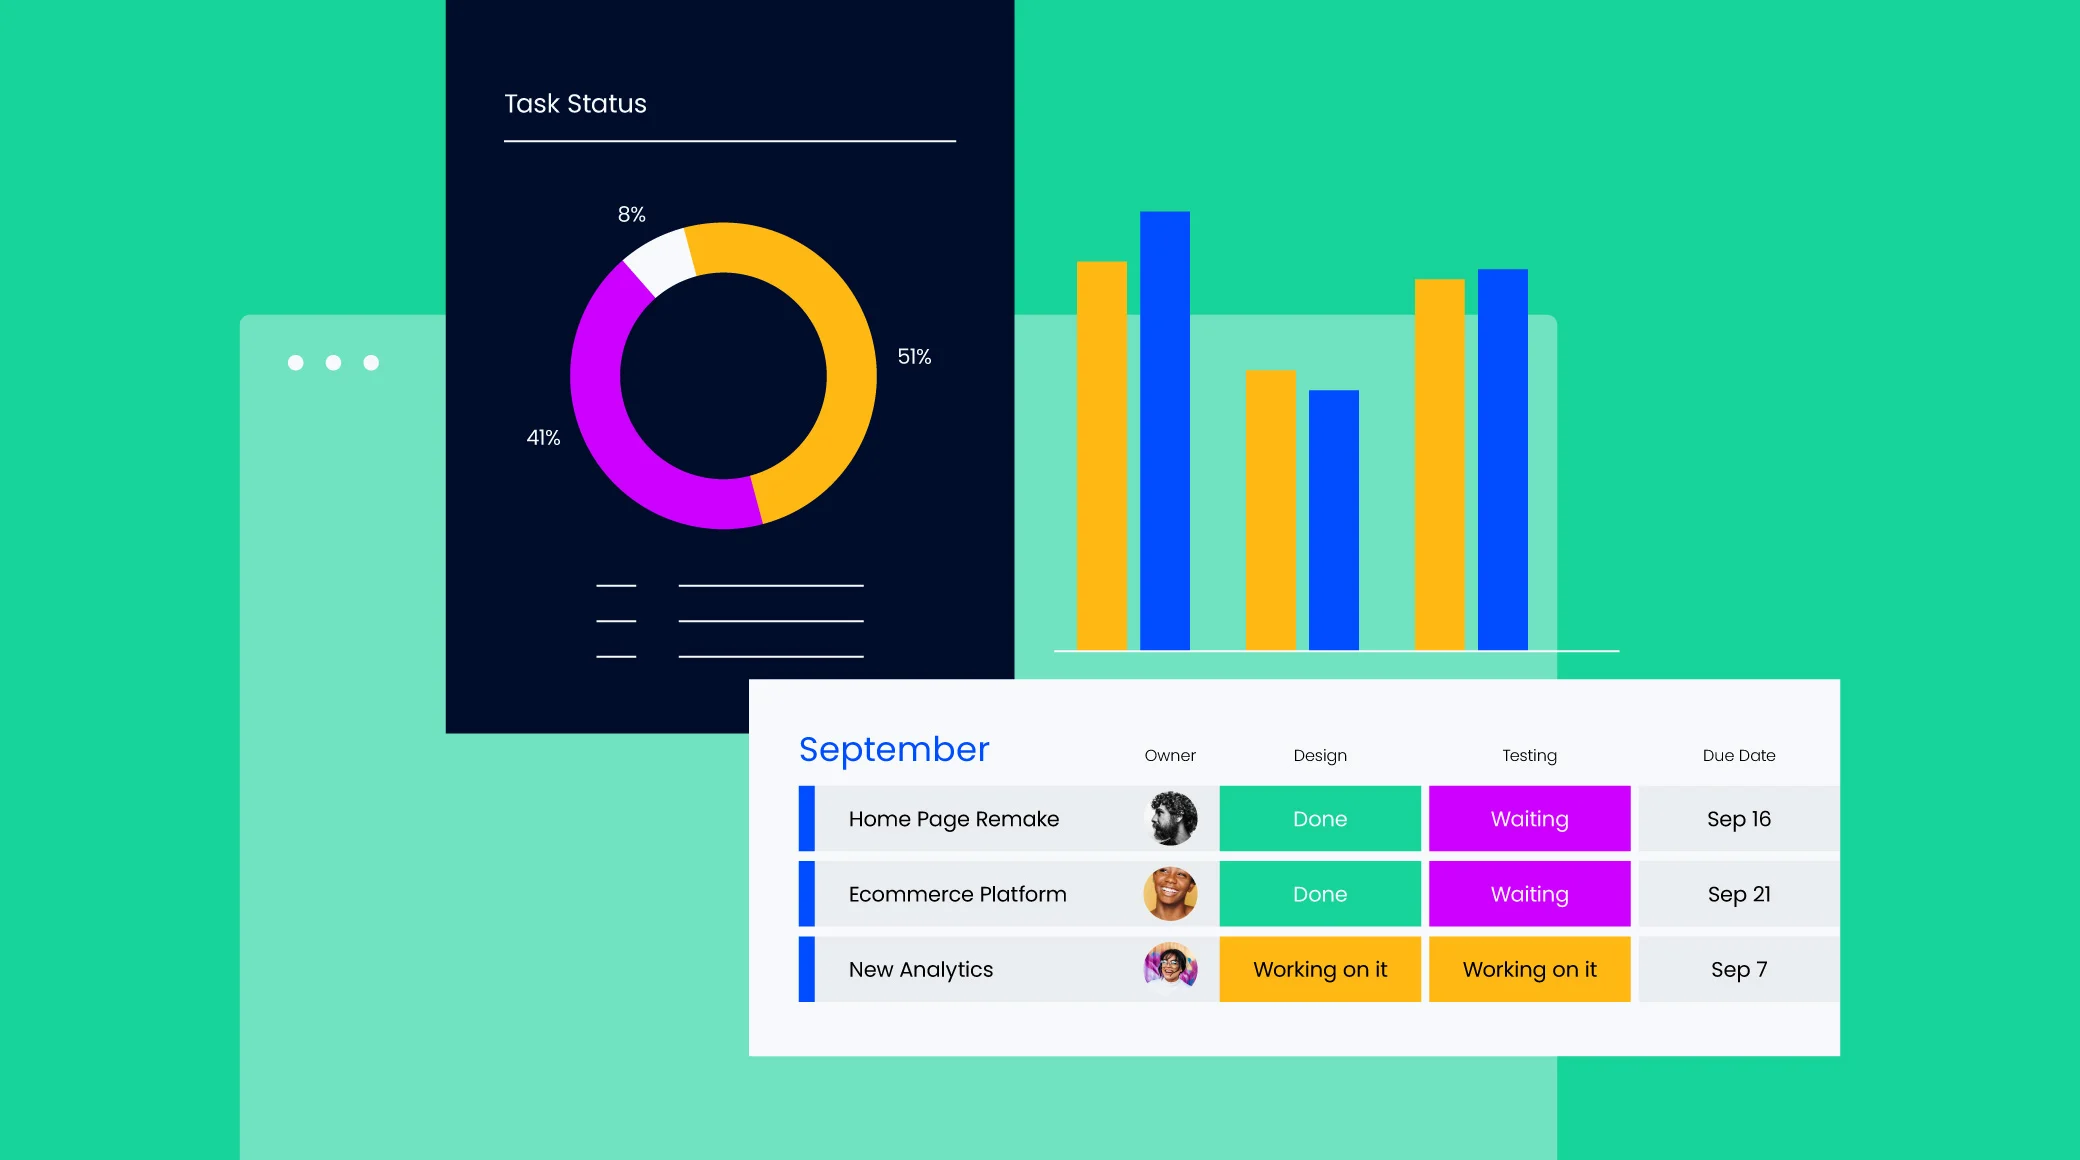 Task Status
8%
51%
41%
September Owner Design Testing Due Date
Home Page Remake Done Waiting Sep 16
Ecommerce Platform Done Waiting Sep 21
New Analytics Working on it Working on it Sep 7